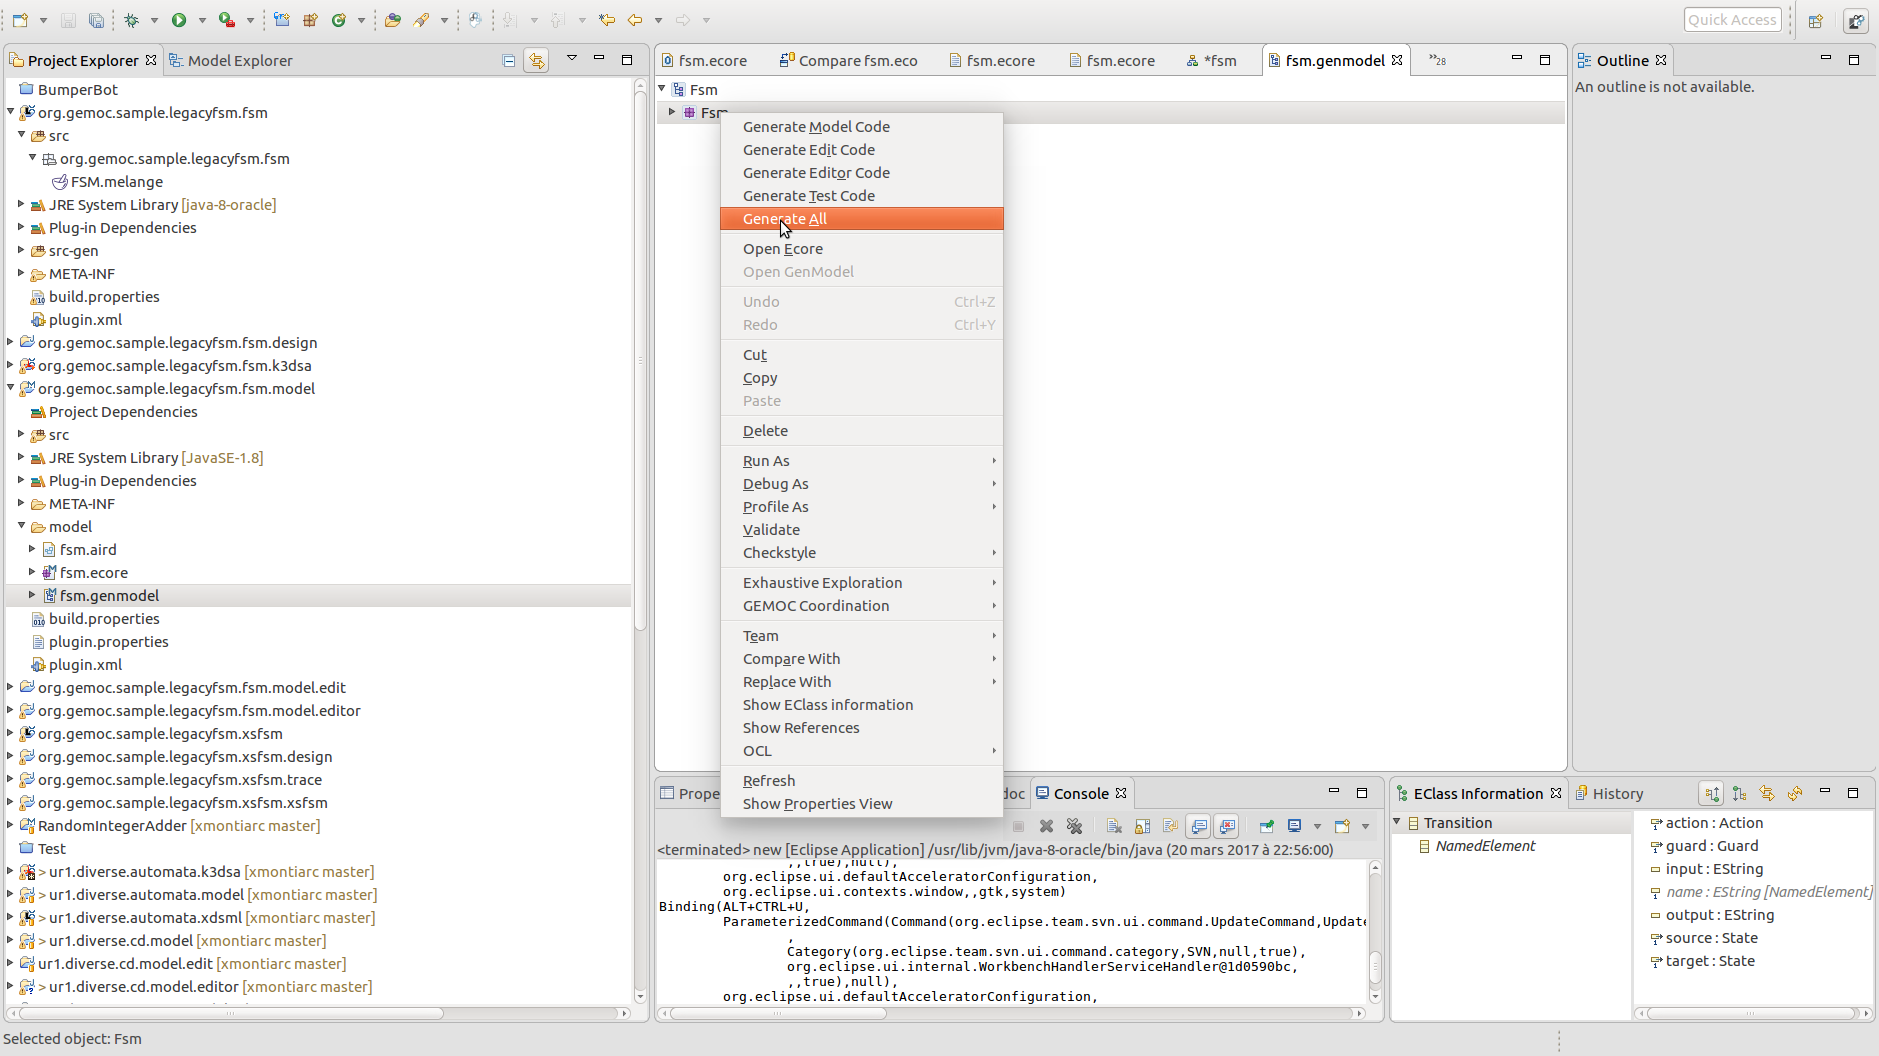 Quick Access
Project Explorer
Model Explorer
BumperBot
org.gemoc.sample.legacyfsm.fsm
src
org.gemoc.sample.legacyfsm.fsm
FSM.melange
JRE System Library [java-8-oracle]
Plug-in Dependencies
src-gen
META-INF
build.properties
plugin.xml
org.gemoc.sample.legacyfsm.fsm.design
org.gemoc.sample.legacyfsm.fsm.k3dsa
org.gemoc.sample.legacyfsm.fsm.model
Project Dependencies
src
JRE System Library [JavaSE-1.8]
Plug-in Dependencies
META-INF
model
fsm.aird
fsm.ecore
fsm.genmodel
build.properties
plugin.properties
plugin.xml
org.gemoc.sample.legacyfsm.fsm.model.edit
org.gemoc.sample.legacyfsm.fsm.model.editor
org.gemoc.sample.legacyfsm.xsfsm
org.gemoc.sample.legacyfsm.xsfsm.design
org.gemoc.sample.legacyfsm.xsfsm.trace
org.gemoc.sample.legacyfsm.xsfsm.xsfsm
RandomIntegerAdder [xmontiarc master]
Test
> ur1.diverse.automata.k3dsa [xmontiarc master]
> ur1.diverse.automata.model [xmontiarc master]
> ur1.diverse.automata.xdsml [xmontiarc master]
> ur1.diverse.cd.model [xmontiarc master]
ur1.diverse.cd.model.edit [xmontiarc master]
> ur1.diverse.cd.model.editor [xmontiarc master]
fsm.ecore
Compare fsm.eco
fsm.ecore
fsm.ecore
*fsm
fsm.genmodel
»28
Fsm
Fsm
Generate Model Code
Generate Edit Code
Generate Editor Code
Generate Test Code
Generate All
Open Ecore
Open GenModel
Undo Ctrl+Z
Redo Ctrl+Y
Cut
Copy
Paste
Delete
Run As
Debug As
Profile As
Validate
Checkstyle
Exhaustive Exploration
GEMOC Coordination
Team
Compare With
Replace With
Show EClass information
Show References
OCL
Refresh
Show Properties View
Outline
An outline is not available.
Prope
doc
Console
<terminated> new [Eclipse Application] /usr/lib/jvm/java-8-oracle/bin/java (20 mars 2017 à 22:56:00)
,,true),null),
org.eclipse.ui.defaultAcceleratorConfiguration,
org.eclipse.ui.contexts.window,,gtk,system)
Binding(ALT+CTRL+U,
ParameterizedCommand(Command(org.eclipse.team.svn.ui.command.UpdateCommand,Update
,
Category(org.eclipse.team.svn.ui.command.category,SVN,null,true),
org.eclipse.ui.internal.WorkbenchHandlerServiceHandler@1d0590bc,
,,true),null),
org.eclipse.ui.defaultAcceleratorConfiguration,
EClass Information
History
Transition
NamedElement
action : Action
guard : Guard
input : EString
name : EString [NamedElement]
output : EString
source : State
target : State
Selected object: Fsm